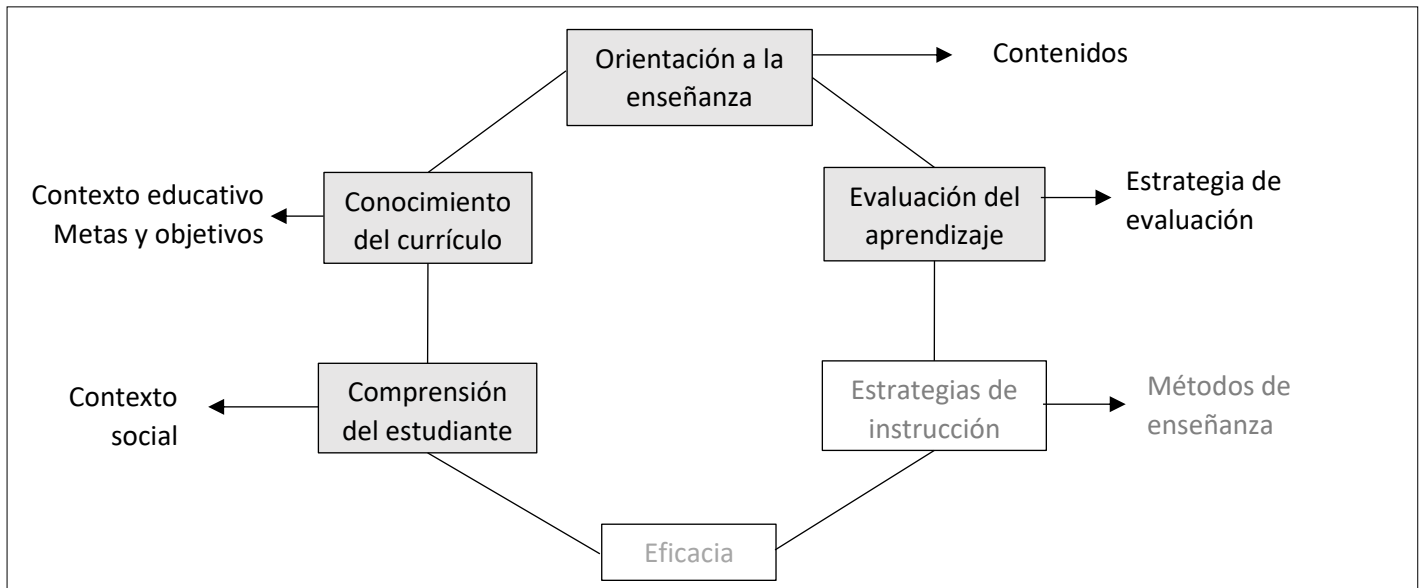 Orientación a la
enseñanza
Contenidos
Contexto educativo
Metas y objetivos
Conocimiento
del currículo
Evaluación del
aprendizaje
Estrategia de
evaluación
Contexto
social
Comprensión
del estudiante
Estrategias de
instrucción
Métodos de
enseñanza
Eficacia